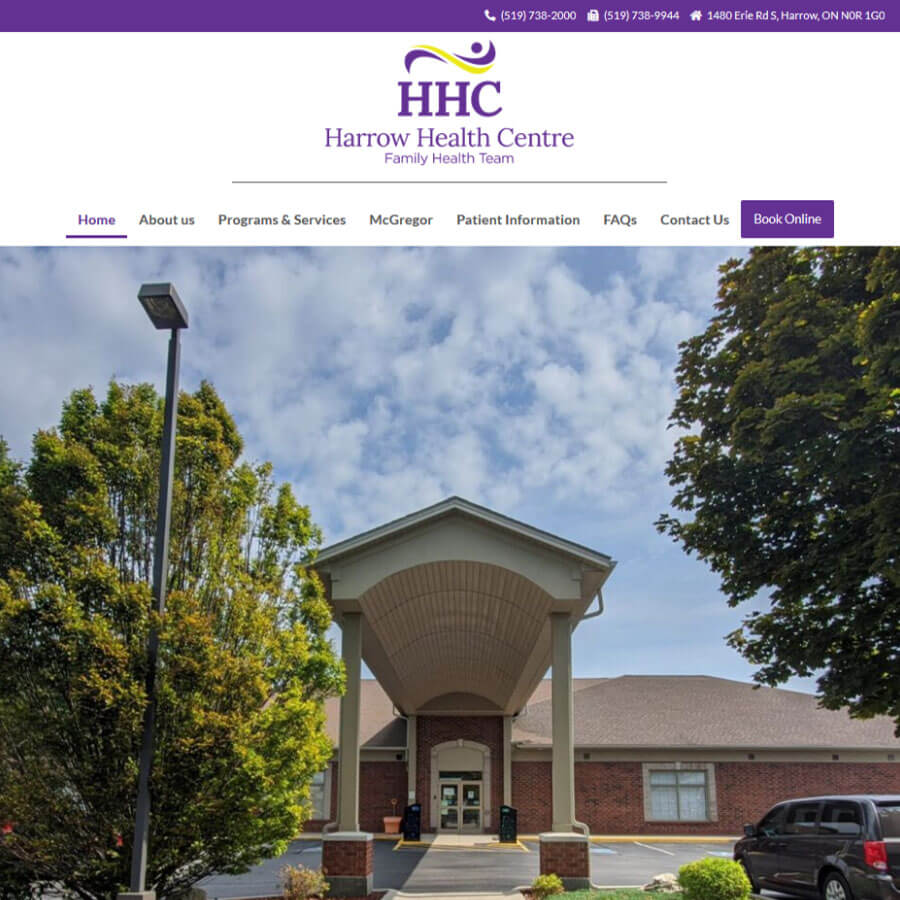 (519) 738-2000 (519) 738-9944 1480 Erie Rd S, Harrow, ON N0R 1G0
HHC
Harrow Health Centre
Family Health Team
Home About us Programs & Services McGregor Patient Information FAQs Contact Us Book Online